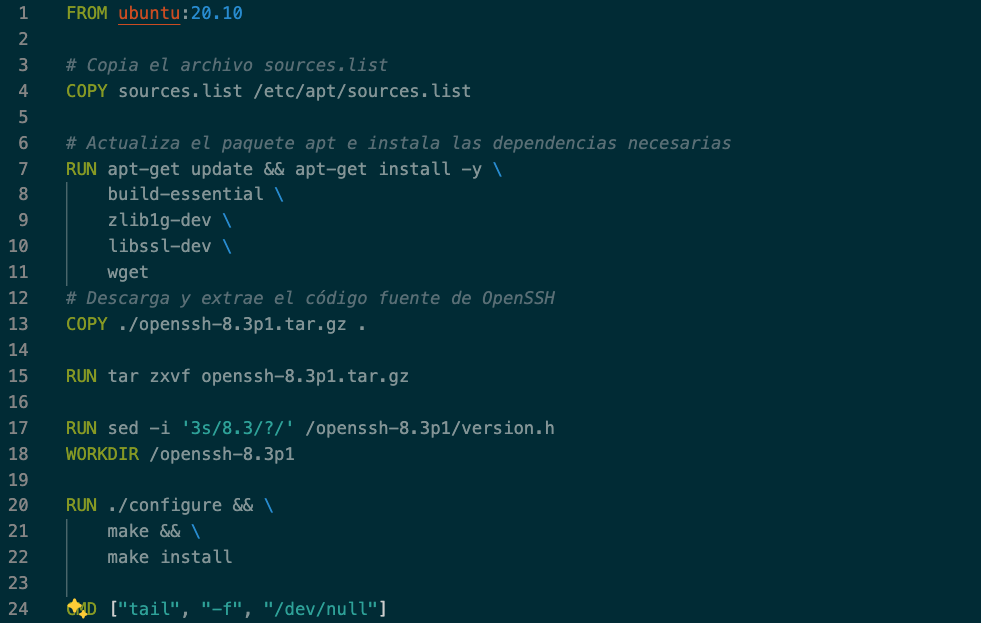 1 FROM ubuntu:20.10
2
3 # Copia el archivo sources.list
4 COPY sources.list /etc/apt/sources.list
5
6 # Actualiza el paquete apt e instala las dependencias necesarias
7 RUN apt-get update && apt-get install -y \
8 build-essential \
9 zlib1g-dev \
10 libssl-dev \
11 wget
12 # Descarga y extrae el código fuente de OpenSSH
13 COPY ./openssh-8.3p1.tar.gz .
14
15 RUN tar zxvf openssh-8.3p1.tar.gz
16
17 RUN sed -i '3s/8.3/?/' /openssh-8.3p1/version.h
18 WORKDIR /openssh-8.3p1
19
20 RUN ./configure && \
21 make && \
22 make install
23
24 CMD ["tail", "-f", "/dev/null"]